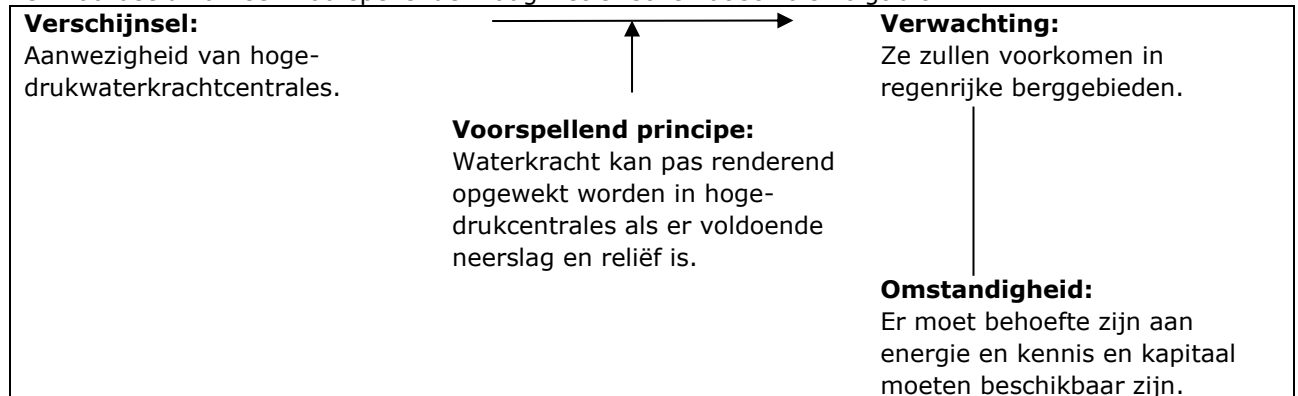 Verschijnsel:
Aanwezigheid van hoge-
drukwaterkrachtcentrales.
Verwachting:
Ze zullen voorkomen in
regenrijke berggebieden.
Voorspellend principe:
Waterkracht kan pas renderend
opgewekt worden in hoge-
drukcentrales als er voldoende
neerslag en reliëf is.
Omstandigheid:
Er moet behoefte zijn aan
energie en kennis en kapitaal
moeten beschikbaar zijn.